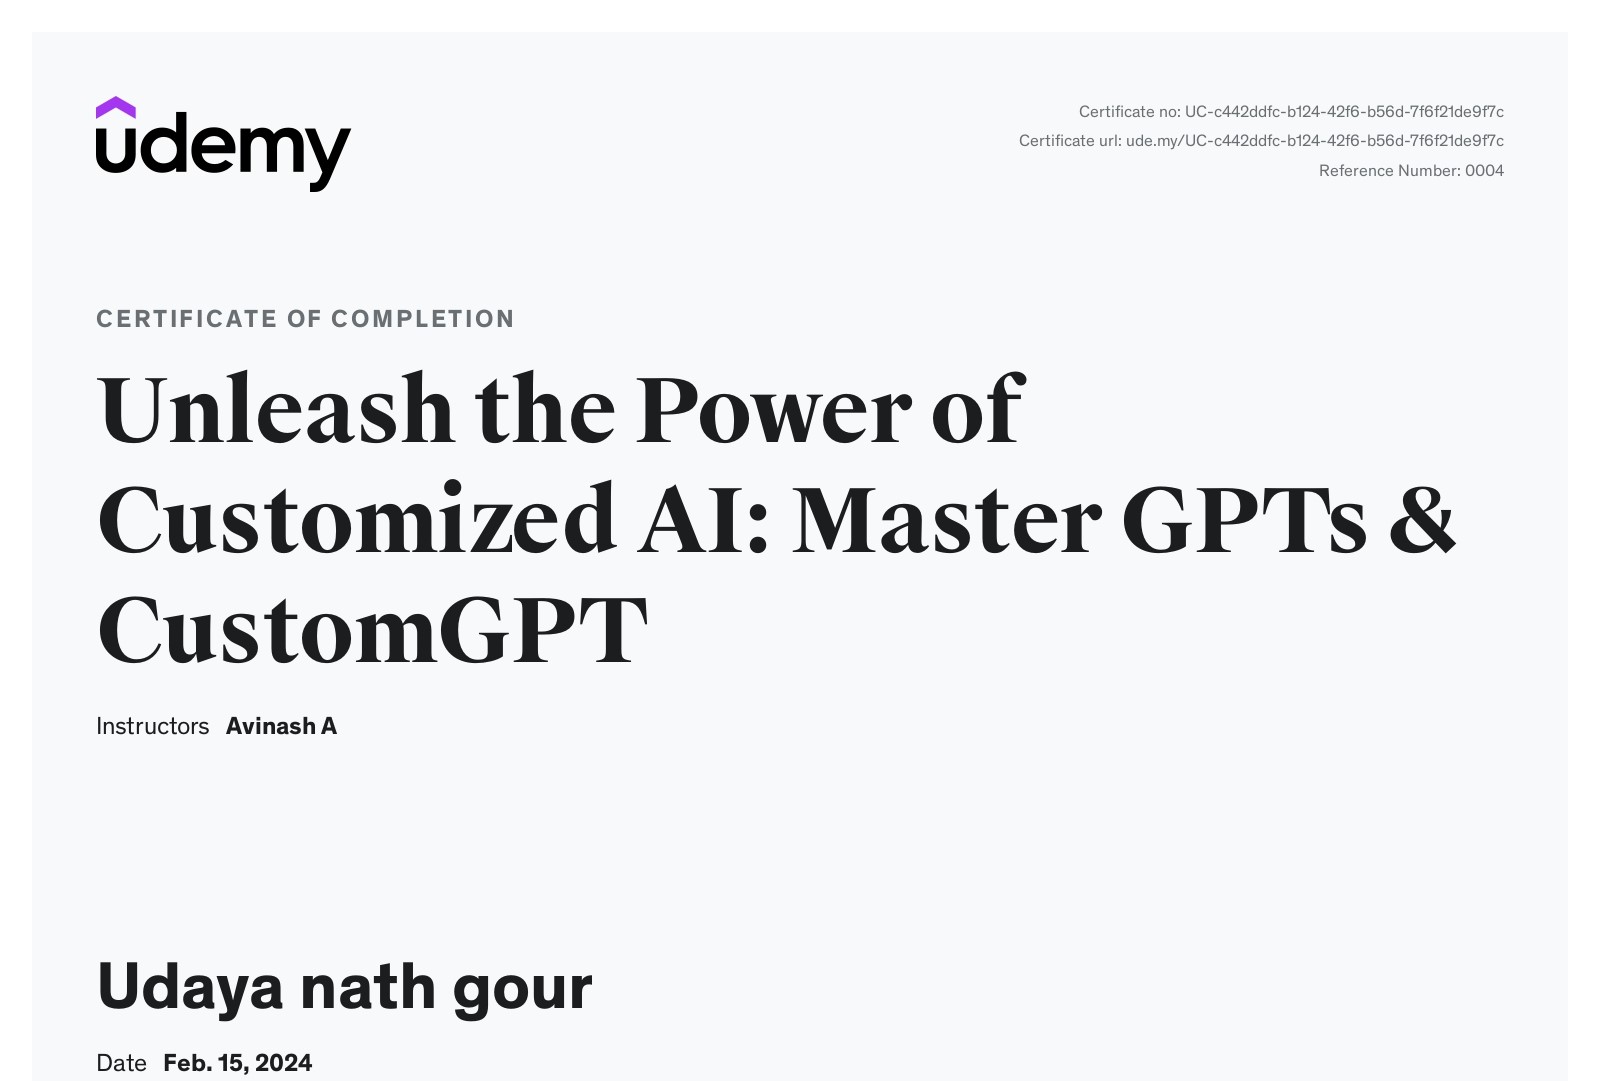 udemy
Certificate no: UC-c442ddfc-b124-42f6-b56d-7f6f21de9f7c
Certificate url: ude.my/UC-c442ddfc-b124-42f6-b56d-7f6f21de9f7c
Reference Number: 0004
CERTIFICATE OF COMPLETION
Unleash the Power of
Customized AI: Master GPTs &
CustomGPT
Instructors Avinash A
Udaya nath gour
Date Feb. 15, 2024